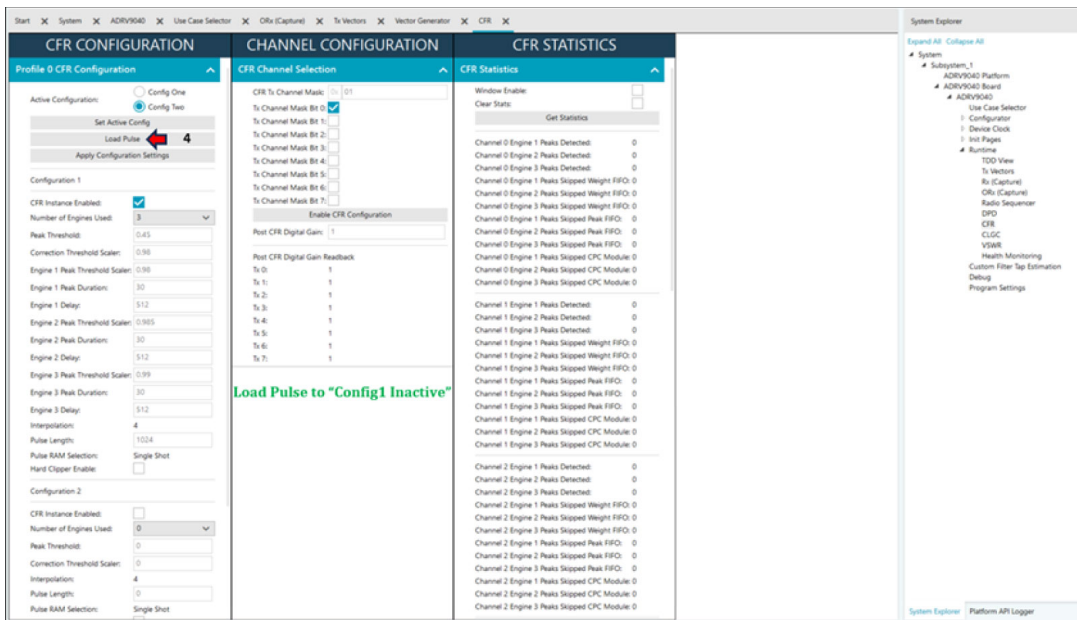 Start X System X ADRV9040 X Use Case Selector X ORx (Capture) X Tx Vectors X Vector Generator X CFR X
CFR CONFIGURATION
Profile 0 CFR Configuration
Active Configuration:
Config One
Config Two
Set Active Config
Load Pulse 4
Apply Configuration Settings
Configuration 1
CFR Instance Enabled:
Number of Engines Used: 3
Peak Threshold: 0.45
Correction Threshold Scaler: 0.98
Engine 1 Peak Threshold Scaler: 0.98
Engine 1 Peak Duration: 30
Engine 1 Delay: 512
Engine 2 Peak Threshold Scaler: 0.985
Engine 2 Peak Duration: 30
Engine 2 Delay: 512
Engine 3 Peak Threshold Scaler: 0.99
Engine 3 Peak Duration: 30
Engine 3 Delay: 512
Interpolation: 4
Pulse Length: 1024
Pulse RAM Selection: Single Shot
Hard Clipper Enable:
Configuration 2
CFR Instance Enabled:
Number of Engines Used: 0
Peak Threshold: 0
Correction Threshold Scaler: 0
Interpolation: 4
Pulse Length: 0
Pulse RAM Selection: Single Shot
CHANNEL CONFIGURATION
CFR Channel Selection
CFR Tx Channel Mask: 0x 01
Tx Channel Mask Bit 0:
Tx Channel Mask Bit 1:
Tx Channel Mask Bit 2:
Tx Channel Mask Bit 3:
Tx Channel Mask Bit 4:
Tx Channel Mask Bit 5:
Tx Channel Mask Bit 6:
Tx Channel Mask Bit 7:
Enable CFR Configuration
Post CFR Digital Gain: 1
Post CFR Digital Gain Readback
Tx 0: 1
Tx 1: 1
Tx 2: 1
Tx 3: 1
Tx 4: 1
Tx 5: 1
Tx 6: 1
Tx 7: 1
Load Pulse to “Config1 Inactive”
CFR STATISTICS
CFR Statistics
Window Enable:
Clear Stats:
Get Statistics
Channel 0 Engine 1 Peaks Detected: 0
Channel 0 Engine 2 Peaks Detected: 0
Channel 0 Engine 3 Peaks Detected: 0
Channel 0 Engine 1 Peaks Skipped Weight FIFO: 0
Channel 0 Engine 2 Peaks Skipped Weight FIFO: 0
Channel 0 Engine 3 Peaks Skipped Weight FIFO: 0
Channel 0 Engine 1 Peaks Skipped Peak FIFO: 0
Channel 0 Engine 2 Peaks Skipped Peak FIFO: 0
Channel 0 Engine 3 Peaks Skipped Peak FIFO: 0
Channel 0 Engine 1 Peaks Skipped CPC Module: 0
Channel 0 Engine 2 Peaks Skipped CPC Module: 0
Channel 0 Engine 3 Peaks Skipped CPC Module: 0
Channel 1 Engine 1 Peaks Detected: 0
Channel 1 Engine 2 Peaks Detected: 0
Channel 1 Engine 3 Peaks Detected: 0
Channel 1 Engine 1 Peaks Skipped Weight FIFO: 0
Channel 1 Engine 2 Peaks Skipped Weight FIFO: 0
Channel 1 Engine 3 Peaks Skipped Weight FIFO: 0
Channel 1 Engine 1 Peaks Skipped Peak FIFO: 0
Channel 1 Engine 2 Peaks Skipped Peak FIFO: 0
Channel 1 Engine 3 Peaks Skipped Peak FIFO: 0
Channel 1 Engine 1 Peaks Skipped CPC Module: 0
Channel 1 Engine 2 Peaks Skipped CPC Module: 0
Channel 1 Engine 3 Peaks Skipped CPC Module: 0
Channel 2 Engine 1 Peaks Detected: 0
Channel 2 Engine 2 Peaks Detected: 0
Channel 2 Engine 3 Peaks Detected: 0
Channel 2 Engine 1 Peaks Skipped Weight FIFO: 0
Channel 2 Engine 2 Peaks Skipped Weight FIFO: 0
Channel 2 Engine 3 Peaks Skipped Weight FIFO: 0
Channel 2 Engine 1 Peaks Skipped Peak FIFO: 0
Channel 2 Engine 2 Peaks Skipped Peak FIFO: 0
Channel 2 Engine 3 Peaks Skipped Peak FIFO: 0
Channel 2 Engine 1 Peaks Skipped CPC Module: 0
Channel 2 Engine 2 Peaks Skipped CPC Module: 0
Channel 2 Engine 3 Peaks Skipped CPC Module: 0
System Explorer
Expand All Collapse All
System
Subsystem_1
ADRV9040 Platform
ADRV9040 Board
ADRV9040
Use Case Selector
Configurator
Device Clock
Init Pages
Runtime
TDD View
Tx Vectors
Rx (Capture)
ORx (Capture)
Radio Sequencer
DPD
CFR
CLGC
VSWR
Health Monitoring
Custom Filter Tap Estimation
Debug
Program Settings
System Explorer Platform API Logger